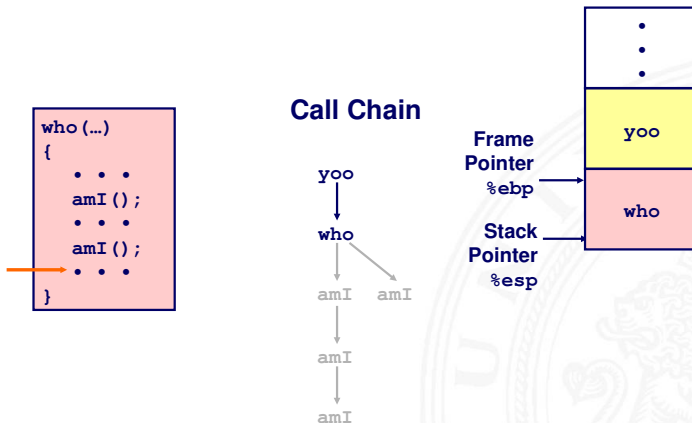 who(…)
{
• • •
amI();
• • •
amI();
• • •
}
Call Chain
yoo
who
amI amI
amI
amI
Frame
Pointer
%ebp
Stack
Pointer
%esp
•
•
•
yoo
who